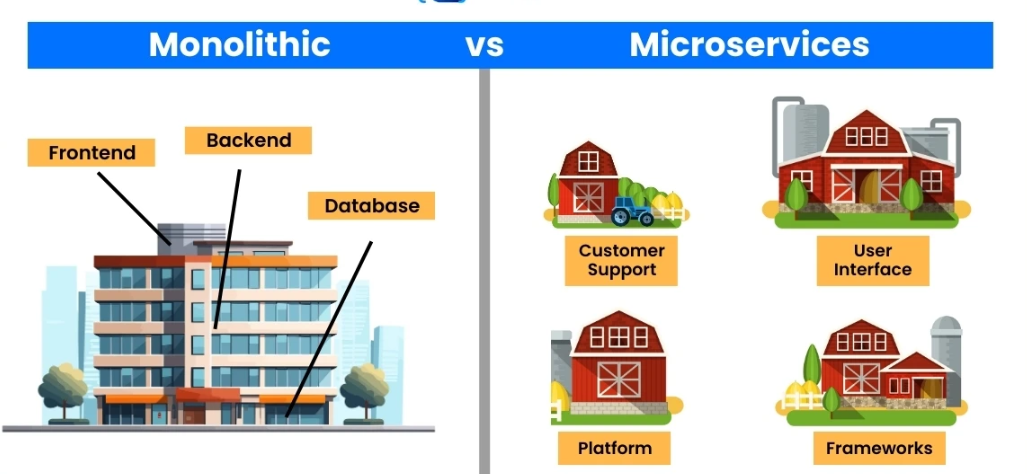 Monolithic vs Microservices
Frontend
Backend
Database
Customer
Support
User
Interface
Platform
Frameworks